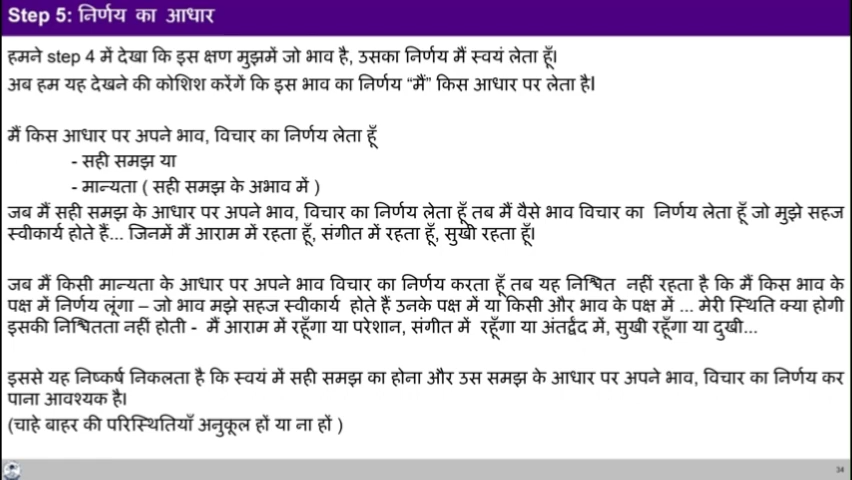 Step 5: निर्णय का आधार
हमने step 4 में देखा कि इस क्षण मुझमें जो भाव है, उसका निर्णय मैं स्वयं लेता हूँ।
अब हम यह देखने की कोशिश करेंगें कि इस भाव का निर्णय “मैं” किस आधार पर लेता है।
मैं किस आधार पर अपने भाव, विचार का निर्णय लेता हूँ
- सही समझ या
- मान्यता ( सही समझ के अभाव में )
जब मैं सही समझ के आधार पर अपने भाव, विचार का निर्णय लेता हूँ तब मैं वैसे भाव विचार का निर्णय लेता हूँ जो मुझे सहज
स्वीकार्य होते हैं... जिनमें मैं आराम में रहता हूँ, संगीत में रहता हूँ, सुखी रहता हूँ।
जब मैं किसी मान्यता के आधार पर अपने भाव विचार का निर्णय करता हूँ तब यह निश्चित नहीं रहता है कि मैं किस भाव के
पक्ष में निर्णय लूंगा – जो भाव मझे सहज स्वीकार्य होते हैं उनके पक्ष में या किसी और भाव के पक्ष में ... मेरी स्थिति क्या होगी
इसकी निश्चितता नहीं होती - मैं आराम में रहूँगा या परेशान, संगीत में रहूँगा या अंतर्द्वंद में, सुखी रहूँगा या दुखी...
इससे यह निष्कर्ष निकलता है कि स्वयं में सही समझ का होना और उस समझ के आधार पर अपने भाव, विचार का निर्णय कर
पाना आवश्यक है।
(चाहे बाहर की परिस्थितियाँ अनुकूल हों या ना हों )
34